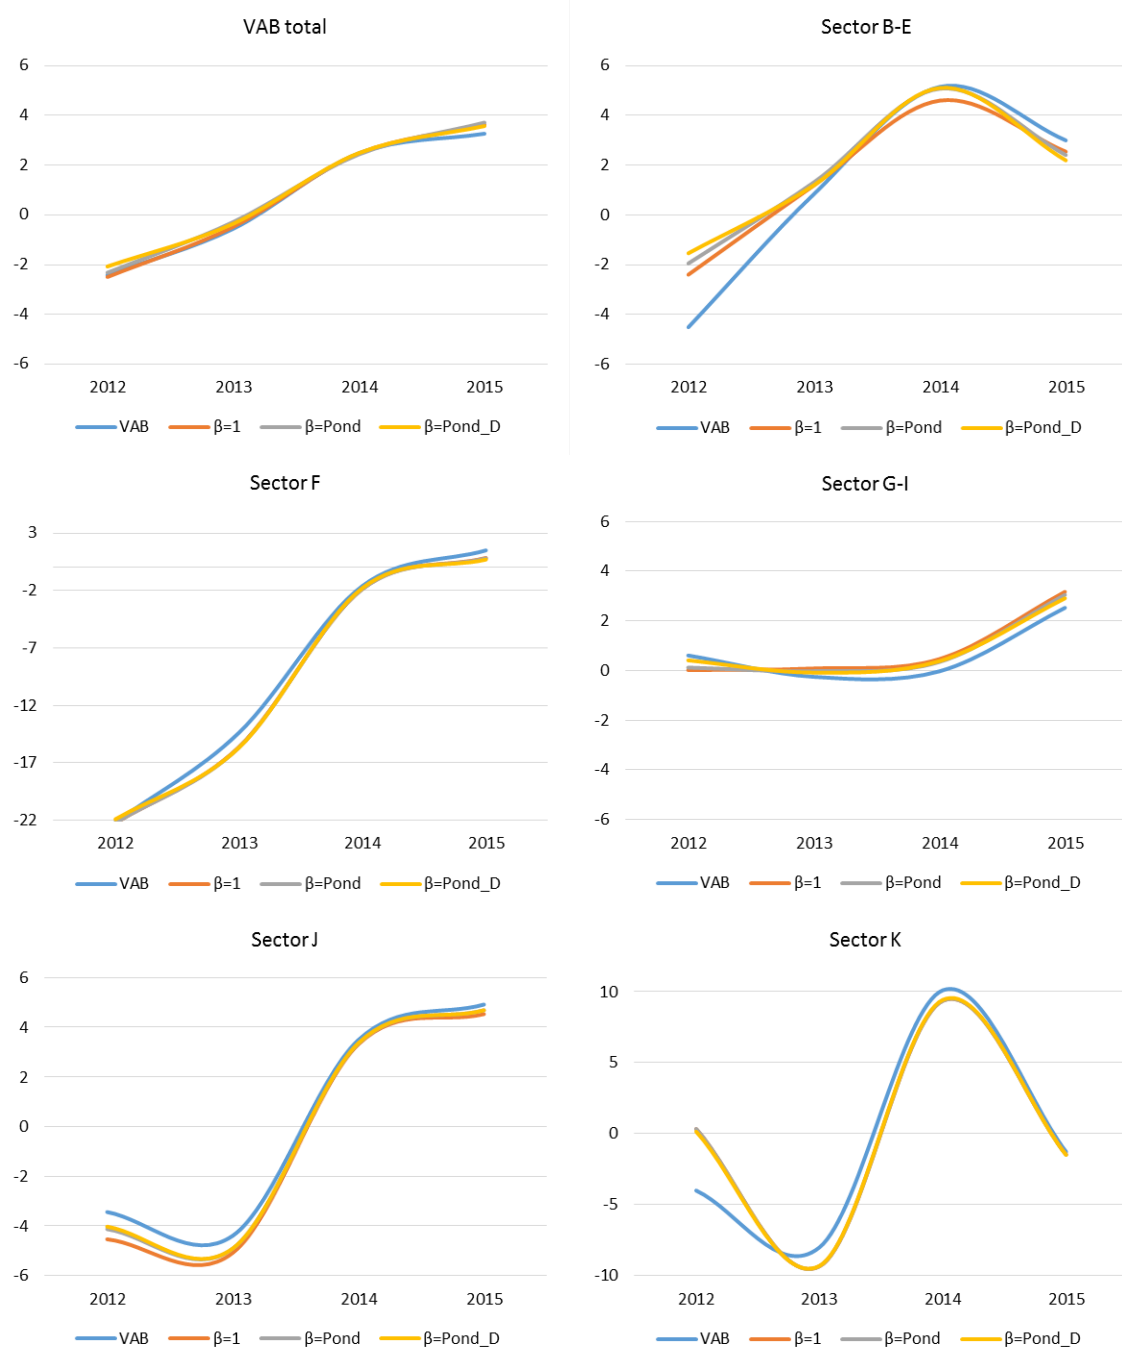 VAB total
6
4
2
0
-2
-4
-6
2012 2013 2014 2015
VAB β=1 β=Pond β=Pond_D
Sector B-E
6
4
2
0
-2
-4
-6
2012 2013 2014 2015
VAB β=1 β=Pond β=Pond_D
Sector F
3
-2
-7
-12
-17
-22
2012 2013 2014 2015
VAB β=1 β=Pond β=Pond_D
Sector G-I
6
4
2
0
-2
-4
-6
2012 2013 2014 2015
VAB β=1 β=Pond β=Pond_D
Sector J
6
4
2
0
-2
-4
-6
2012 2013 2014 2015
VAB β=1 β=Pond β=Pond_D
Sector K
10
5
0
-5
-10
2012 2013 2014 2015
VAB β=1 β=Pond β=Pond_D